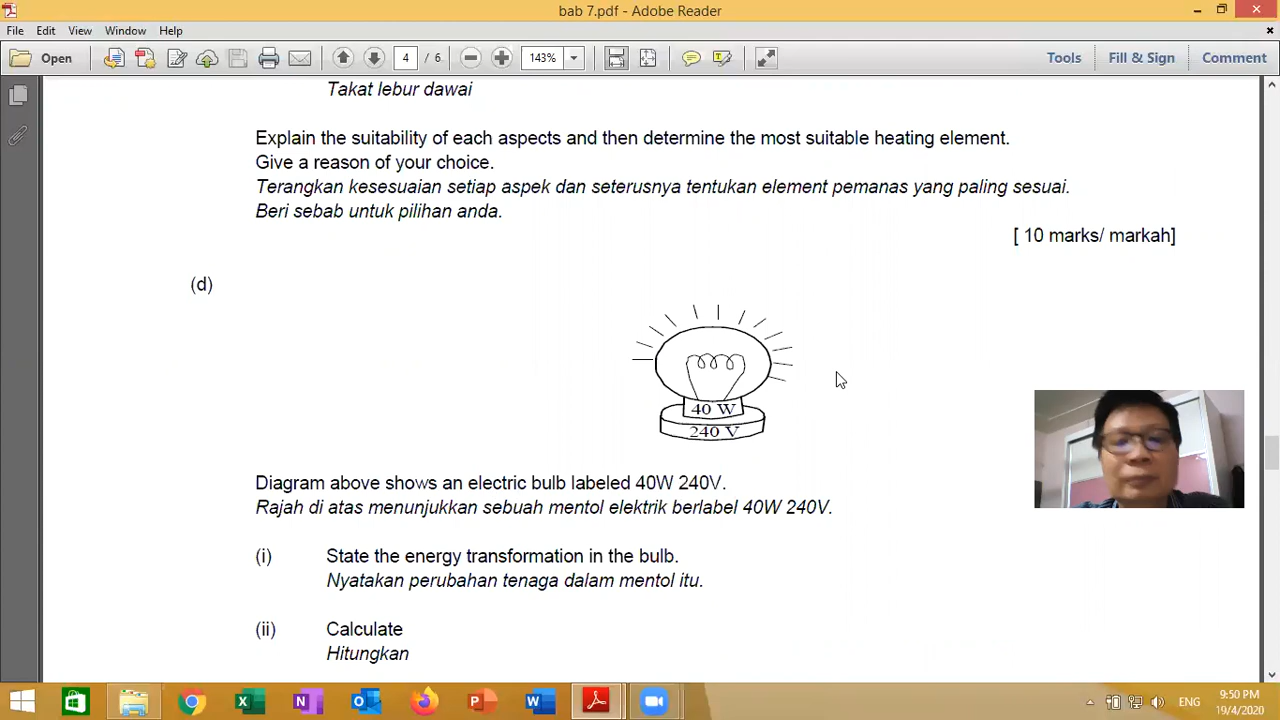 bab 7.pdf - Adobe Reader
File Edit View Window Help
Open 4 / 6 143% Tools Fill & Sign Comment
Takat lebur dawai
Explain the suitability of each aspects and then determine the most suitable heating element.
Give a reason of your choice.
Terangkan kesesuaian setiap aspek dan seterusnya tentukan element pemanas yang paling sesuai.
Beri sebab untuk pilihan anda.
[ 10 marks/ markah]
(d)
40 W
240 V
Diagram above shows an electric bulb labeled 40W 240V.
Rajah di atas menunjukkan sebuah mentol elektrik berlabel 40W 240V.
(i) State the energy transformation in the bulb.
Nyatakan perubahan tenaga dalam mentol itu.
(ii) Calculate
Hitungkan
ENG 9:50 PM
19/4/2020